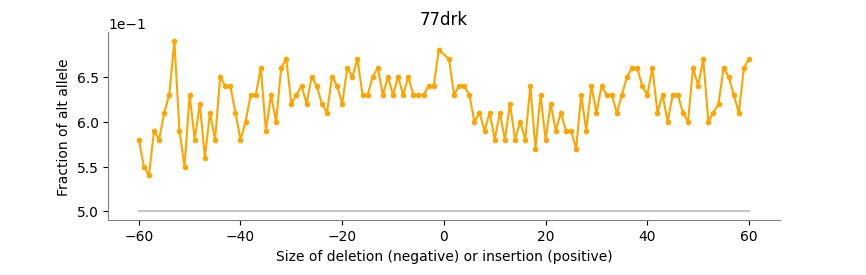 77drk
1e−1
Fraction of alt allele
6.5
6.0
5.5
5.0
−60
−40
−20
0
20
40
60
Size of deletion (negative) or insertion (positive)